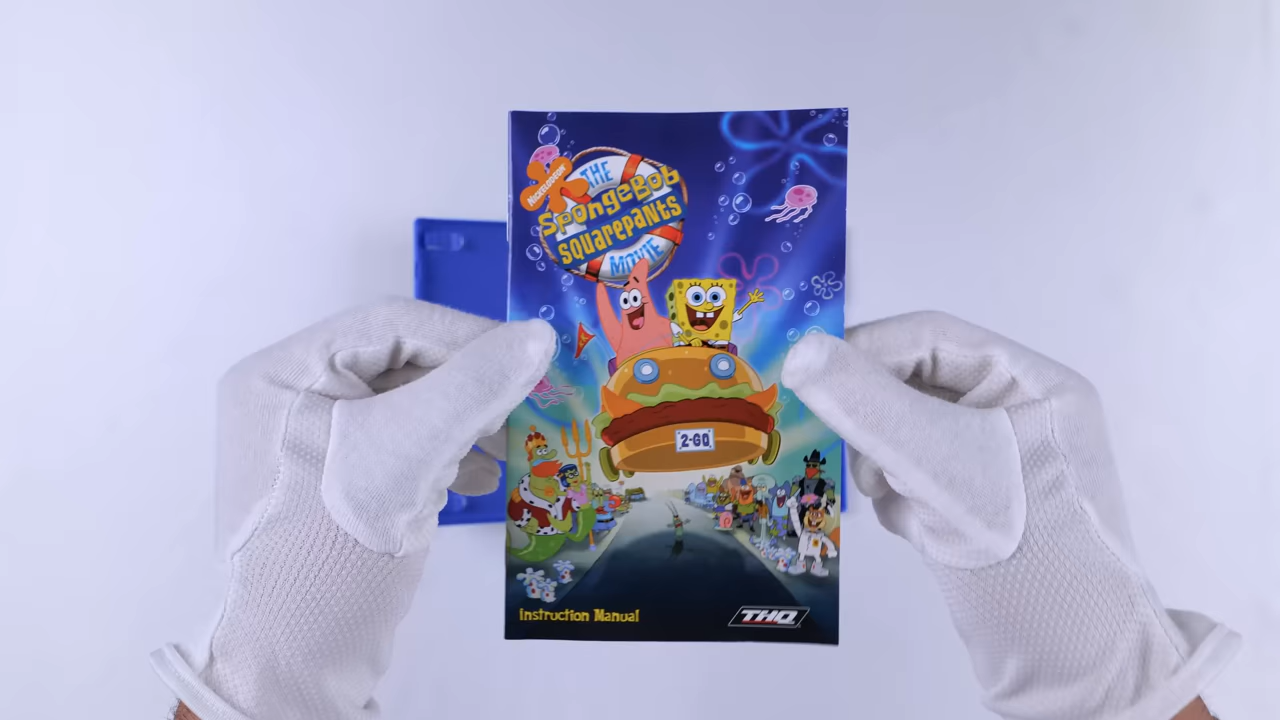 NICKELODEON
THE
SpongeBob
SquarePants
MOVIE
2-GO
Instruction Manual
THQ